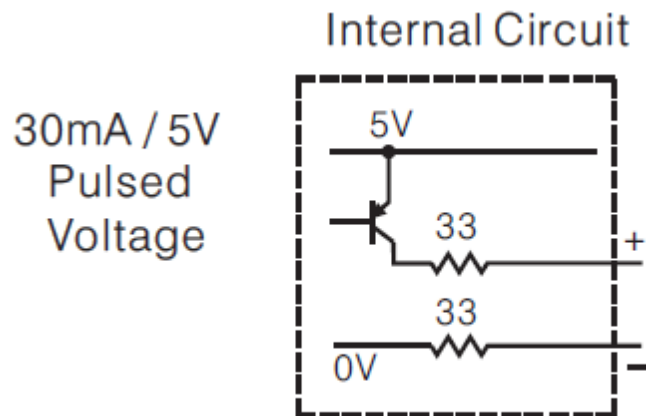 Internal Circuit
30mA / 5V
Pulsed
Voltage
5V
33
+
33
0V
-